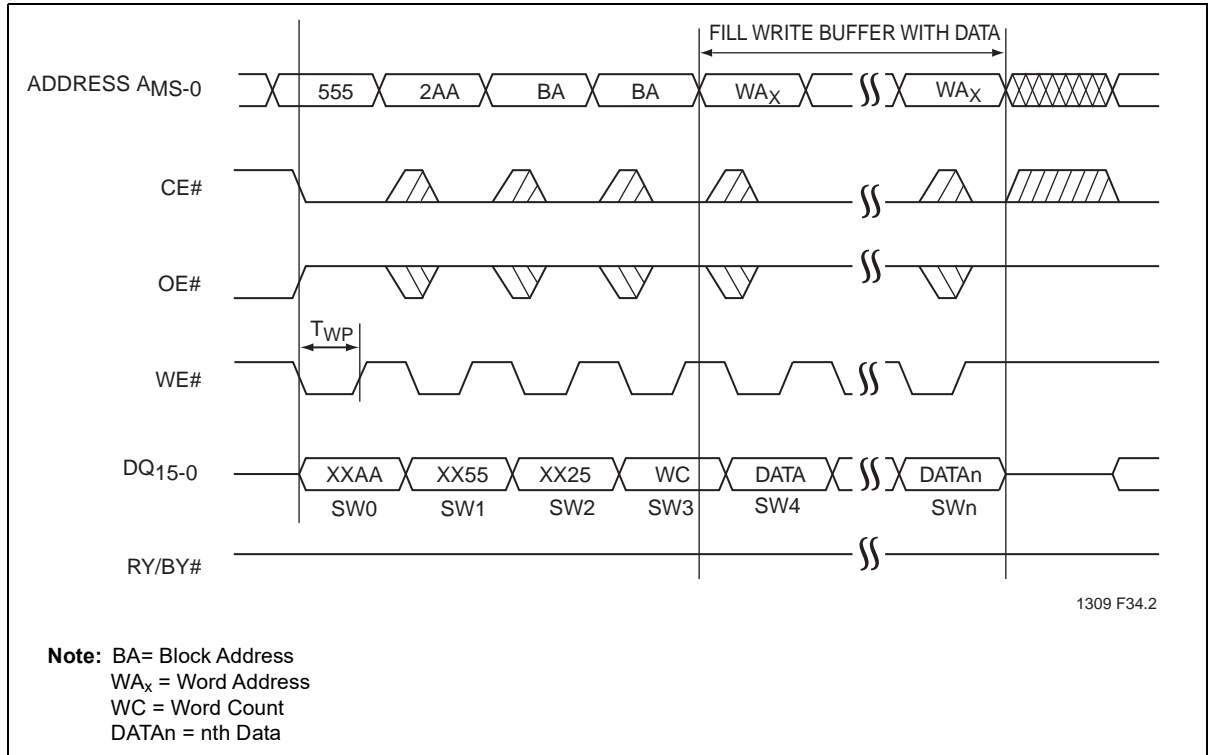 FILL WRITE BUFFER WITH DATA
ADDRESS AMS-0
555 2AA BA BA WAX WAX
CE#
OE#
TWP
WE#
DQ15-0
XXAA XX55 XX25 WC DATA DATAn
SW0 SW1 SW2 SW3 SW4 SWn
RY/BY#
1309 F34.2
Note: BA= Block Address
WAx = Word Address
WC = Word Count
DATAn = nth Data